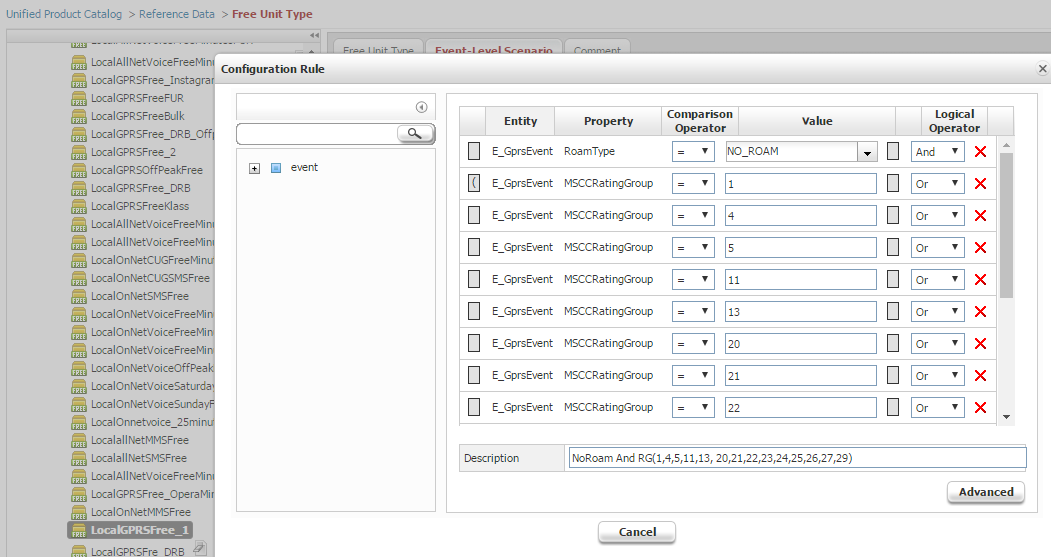 Unified Product Catalog > Reference Data > Free Unit Type
Free Unit Type Event-Level Scenario Comment
LocalAllNetVoiceFreeMinu
LocalGPRSFree_Instagram
LocalGPRSFreeFUR
LocalGPRSFreeBulk
LocalGPRSFree_DRB_Offp
LocalGPRSFree_2
LocalGPRSOffPeakFree
LocalGPRSFree_DRB
LocalGPRSFreeKlass
LocalAllNetVoiceFreeMinu
LocalAllNetVoiceFreeMinu
LocalOnNetCUGFreeMinut
LocalOnNetCUGSMSFree
LocalOnNetSMSFree
LocalOnNetVoiceFreeMin
LocalOnNetVoiceFreeMin
LocalOnNetVoiceFreeMin
LocalOnNetVoiceOffPeak
LocalOnNetVoiceSaturday
LocalOnNetVoiceSundayF
LocalOnnetvoice_25minut
LocalallNetMMSFree
LocalallNetSMSFree
LocalAllNetVoiceFreeMinu
LocalGPRSFree_OperaMin
LocalOnNetMMSFree
LocalGPRSFree_1
LocalGPRSFre_DRB
Configuration Rule
event
Entity Property Comparison Operator Value Logical Operator
E_GprsEvent RoamType = NO_ROAM And
( E_GprsEvent MSCCRatingGroup = 1 Or
E_GprsEvent MSCCRatingGroup = 4 Or
E_GprsEvent MSCCRatingGroup = 5 Or
E_GprsEvent MSCCRatingGroup = 11 Or
E_GprsEvent MSCCRatingGroup = 13 Or
E_GprsEvent MSCCRatingGroup = 20 Or
E_GprsEvent MSCCRatingGroup = 21 Or
E_GprsEvent MSCCRatingGroup = 22 Or
Description NoRoam And RG(1,4,5,11,13, 20,21,22,23,24,25,26,27,29)
Advanced
Cancel